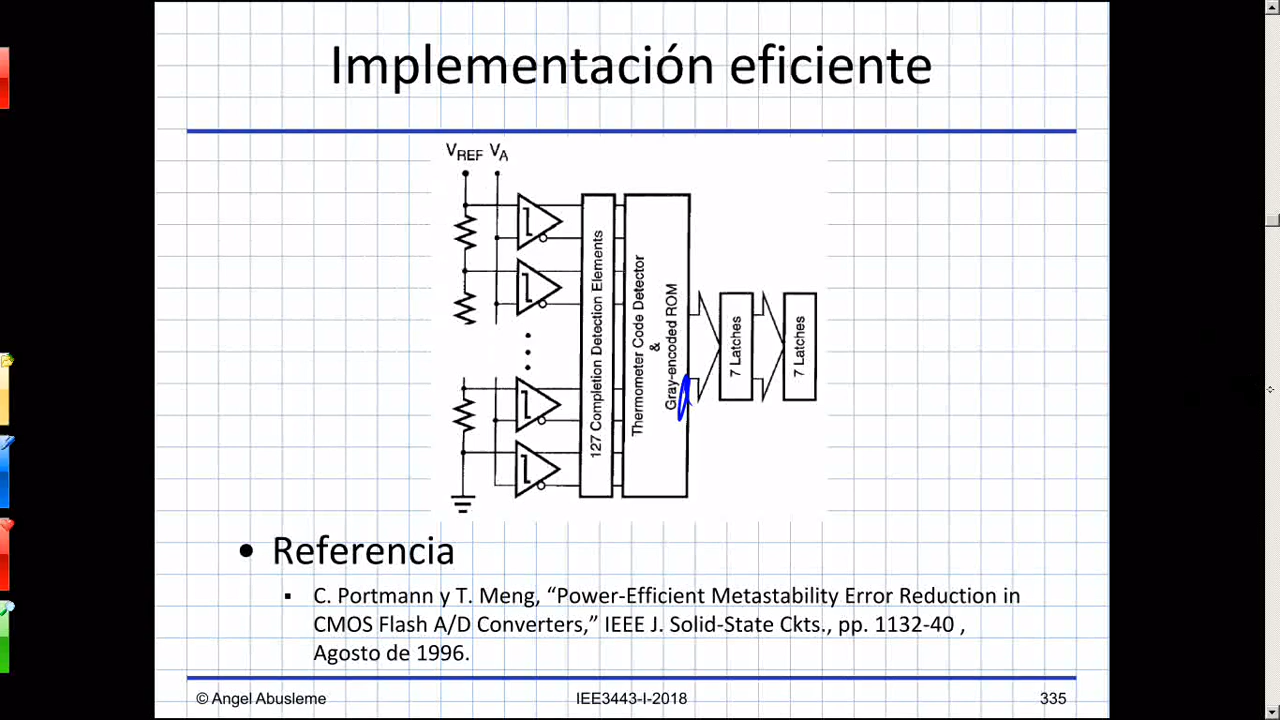 Implementación eficiente
VREF VA
127 Completion Detection Elements
Thermometer Code Detector
&
Gray-encoded ROM
7 Latches
7 Latches
• Referencia
▪ C. Portmann y T. Meng, “Power-Efficient Metastability Error Reduction in
CMOS Flash A/D Converters,” IEEE J. Solid-State Ckts., pp. 1132-40 ,
Agosto de 1996.
© Angel Abusleme
IEE3443-I-2018
335